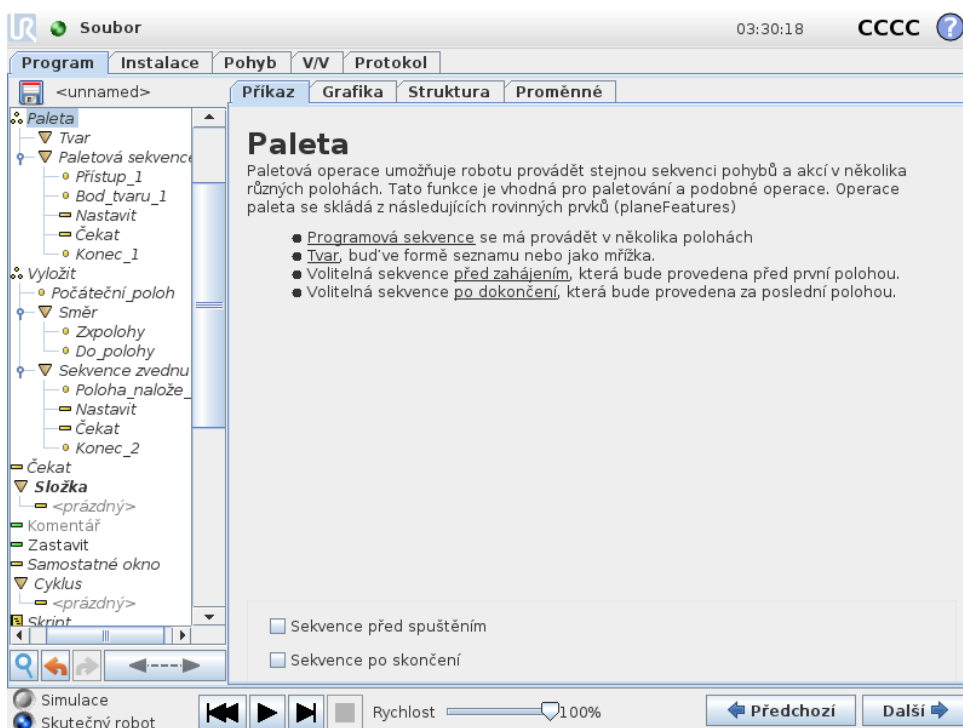 UR Soubor 03:30:18 CCCC ?
Program Instalace Pohyb V/V Protokol
<unnamed> Příkaz Grafika Struktura Proměnné
Paleta
Tvar
Paletová sekvence
Přístup_1
Bod_tvaru_1
Nastavit
Čekat
Konec_1
Vyložit
Počáteční_poloh
Směr
Zxpolohy
Do_polohy
Sekvence zvednu
Poloha_nalože_
Nastavit
Čekat
Konec_2
Čekat
Složka
<prázdný>
Komentář
Zastavit
Samostatné okno
Cyklus
<prázdný>
Skript
Paleta
Paletová operace umožňuje robotu provádět stejnou sekvenci pohybů a akcí v několika
různých polohách. Tato funkce je vhodná pro paletování a podobné operace. Operace
paleta se skládá z následujících rovinných prvků (planeFeatures)
Programová sekvence se má provádět v několika polohách
Tvar, buď've formě seznamu nebo jako mřížka.
Volitelná sekvence před zahájením, která bude provedena před první polohou.
Volitelná sekvence po dokončení, která bude provedena za poslední polohou.
Sekvence před spuštěním
Sekvence po skončení
Simulace
Skutečný robot
Rychlost 100%
Předchozí Další